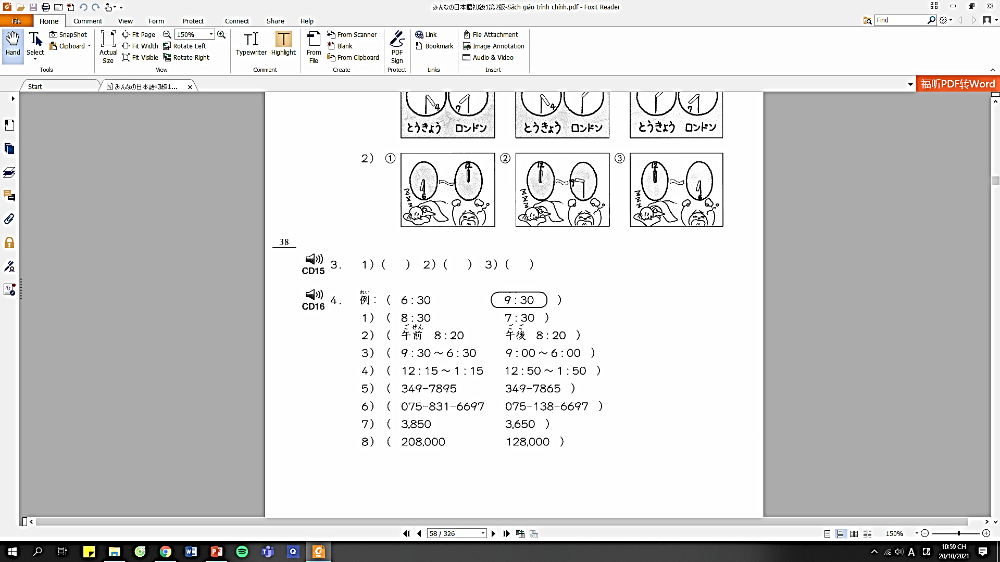 みんなの日本語初級1第2版-Sách giáo trình chính.pdf - Foxit Reader
File Home Comment View Form Protect Connect Share Help
Find
Hand
Select
SnapShot
Clipboard
Tools
Actual Size
Fit Page
Fit Width
Fit Visible
150%
Rotate Left
Rotate Right
View
Typewriter
Highlight
Comment
From File
From Scanner
Blank
From Clipboard
Create
PDF Sign
Protect
Link
Bookmark
Links
File Attachment
Image Annotation
Audio & Video
Insert
Start
みんなの日本語初級1...
福昕PDF转Word
4 7 4 7
とうきょう ロンドン とうきょう ロンドン とうきょう ロンドン
2) ① ② ③
12 12 9 12
6 6
z z z z z z z z z
38
CD15 3. 1) ( ) 2) ( ) 3) ( )
れい
CD16 4. 例: ( 6:30 9:30 )
1) ( 8:30 7:30 )
ごぜん ごご
2) ( 午前 8:20 午後 8:20 )
3) ( 9:30～6:30 9:00～6:00 )
4) ( 12:15～1:15 12:50～1:50 )
5) ( 349-7895 349-7865 )
6) ( 075-831-6697 075-138-6697 )
7) ( 3,850 3,650 )
8) ( 208,000 128,000 )
58 / 326
150%
10:59 CH
20/10/2021